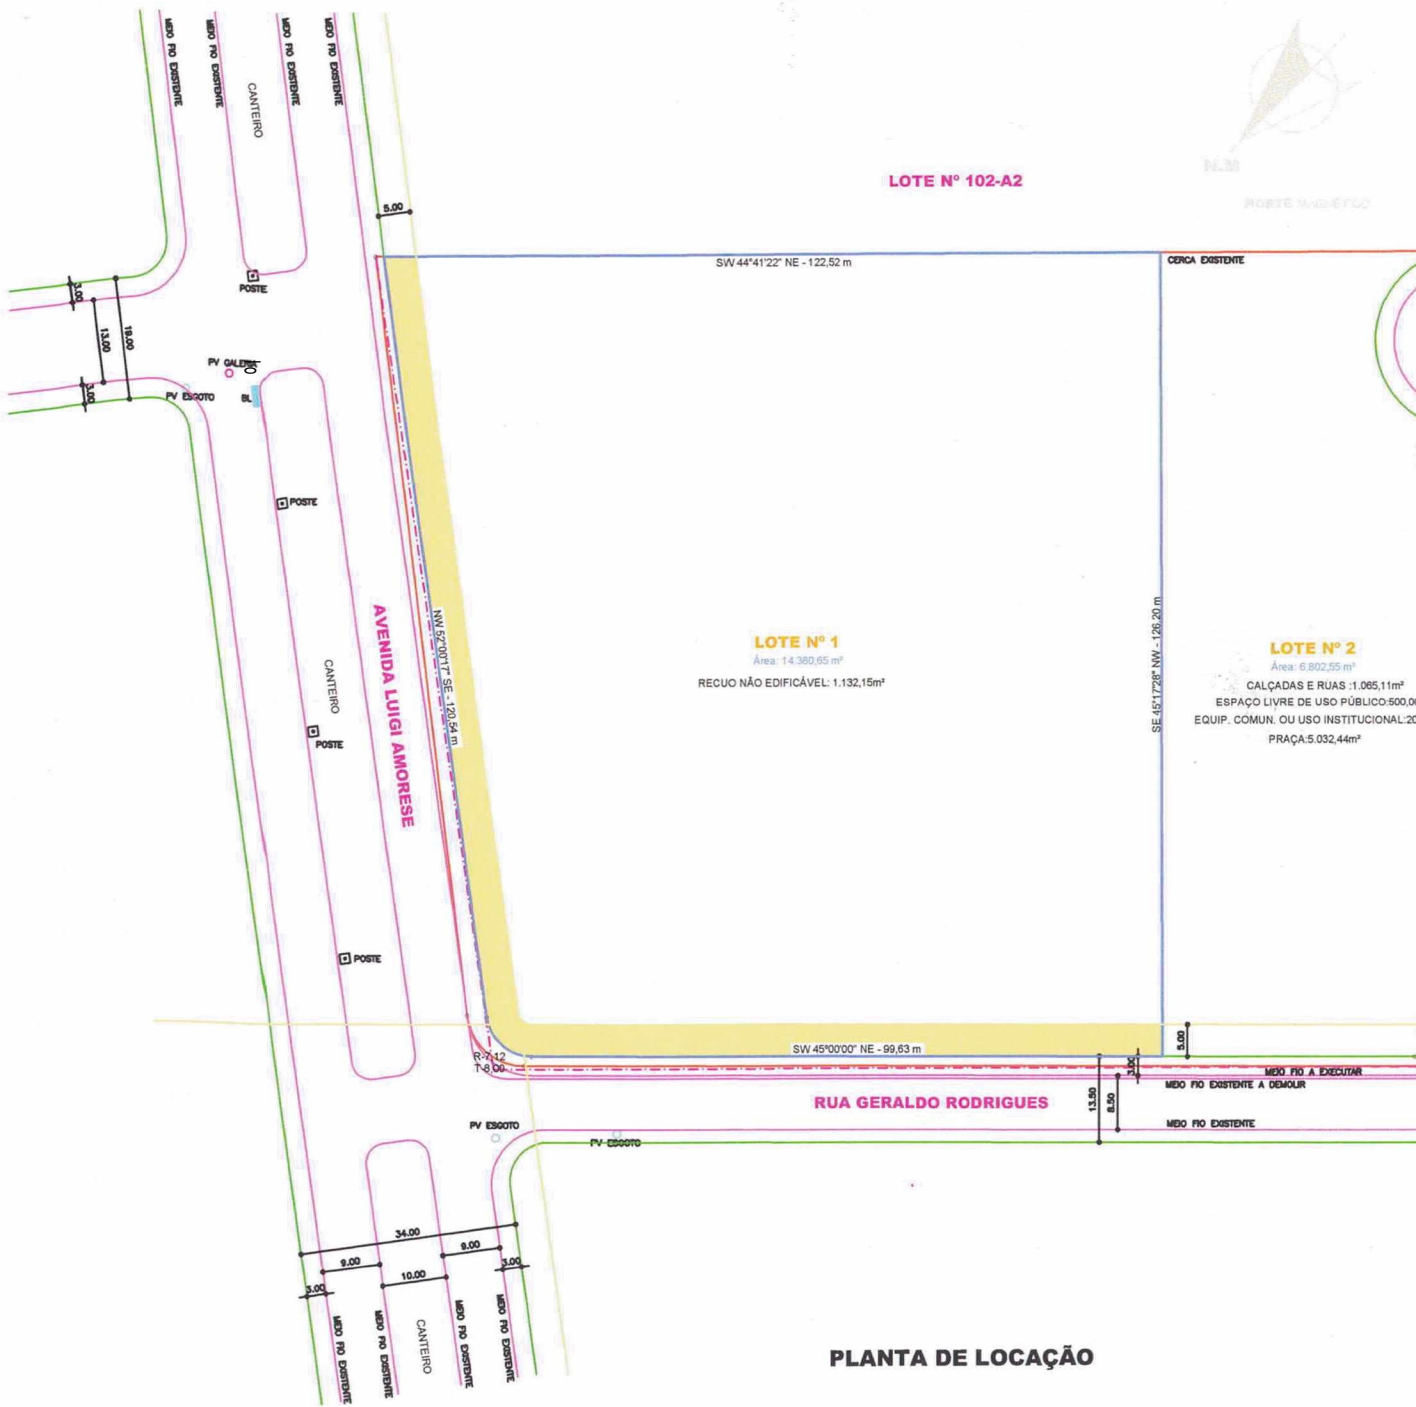 MEIO FIO EXISTENTE
MEIO FIO EXISTENTE
CANTEIRO
MEIO FIO EXISTENTE
MEIO FIO EXISTENTE
N.M
LOTE Nº 102-A2
5.00
SW 44°41'22" NE - 122,52 m
CERCA EXISTENTE
POSTE
3.00
13.00
19.00
3.00
PV GALERIA
PV ESGOTO
BL
POSTE
AVENIDA LUIGI AMORESE
NW 52°00'17" SE - 120,54 m
CANTEIRO
POSTE
LOTE Nº 1
Área: 14.380,65 m²
RECUO NÃO EDIFICÁVEL: 1.132,15m²
SE 45°17'28" NW - 126,20 m
LOTE Nº 2
Área: 6.802,55 m²
CALÇADAS E RUAS :1.065,11m²
ESPAÇO LIVRE DE USO PÚBLICO:500,0
EQUIP. COMUN. OU USO INSTITUCIONAL:20
PRAÇA:5.032,44m²
POSTE
SW 45°00'00" NE - 99,63 m
5.00
R-7,12
T-8,00
3.00
MEIO FIO A EXECUTAR
MEIO FIO EXISTENTE A DEMOLIR
RUA GERALDO RODRIGUES
13.50
8.50
MEIO FIO EXISTENTE
PV ESGOTO
PV ESGOTO
34.00
9.00
9.00
3.00
10.00
3.00
MEIO FIO EXISTENTE
MEIO FIO EXISTENTE
CANTEIRO
MEIO FIO EXISTENTE
MEIO FIO EXISTENTE
PLANTA DE LOCAÇÃO